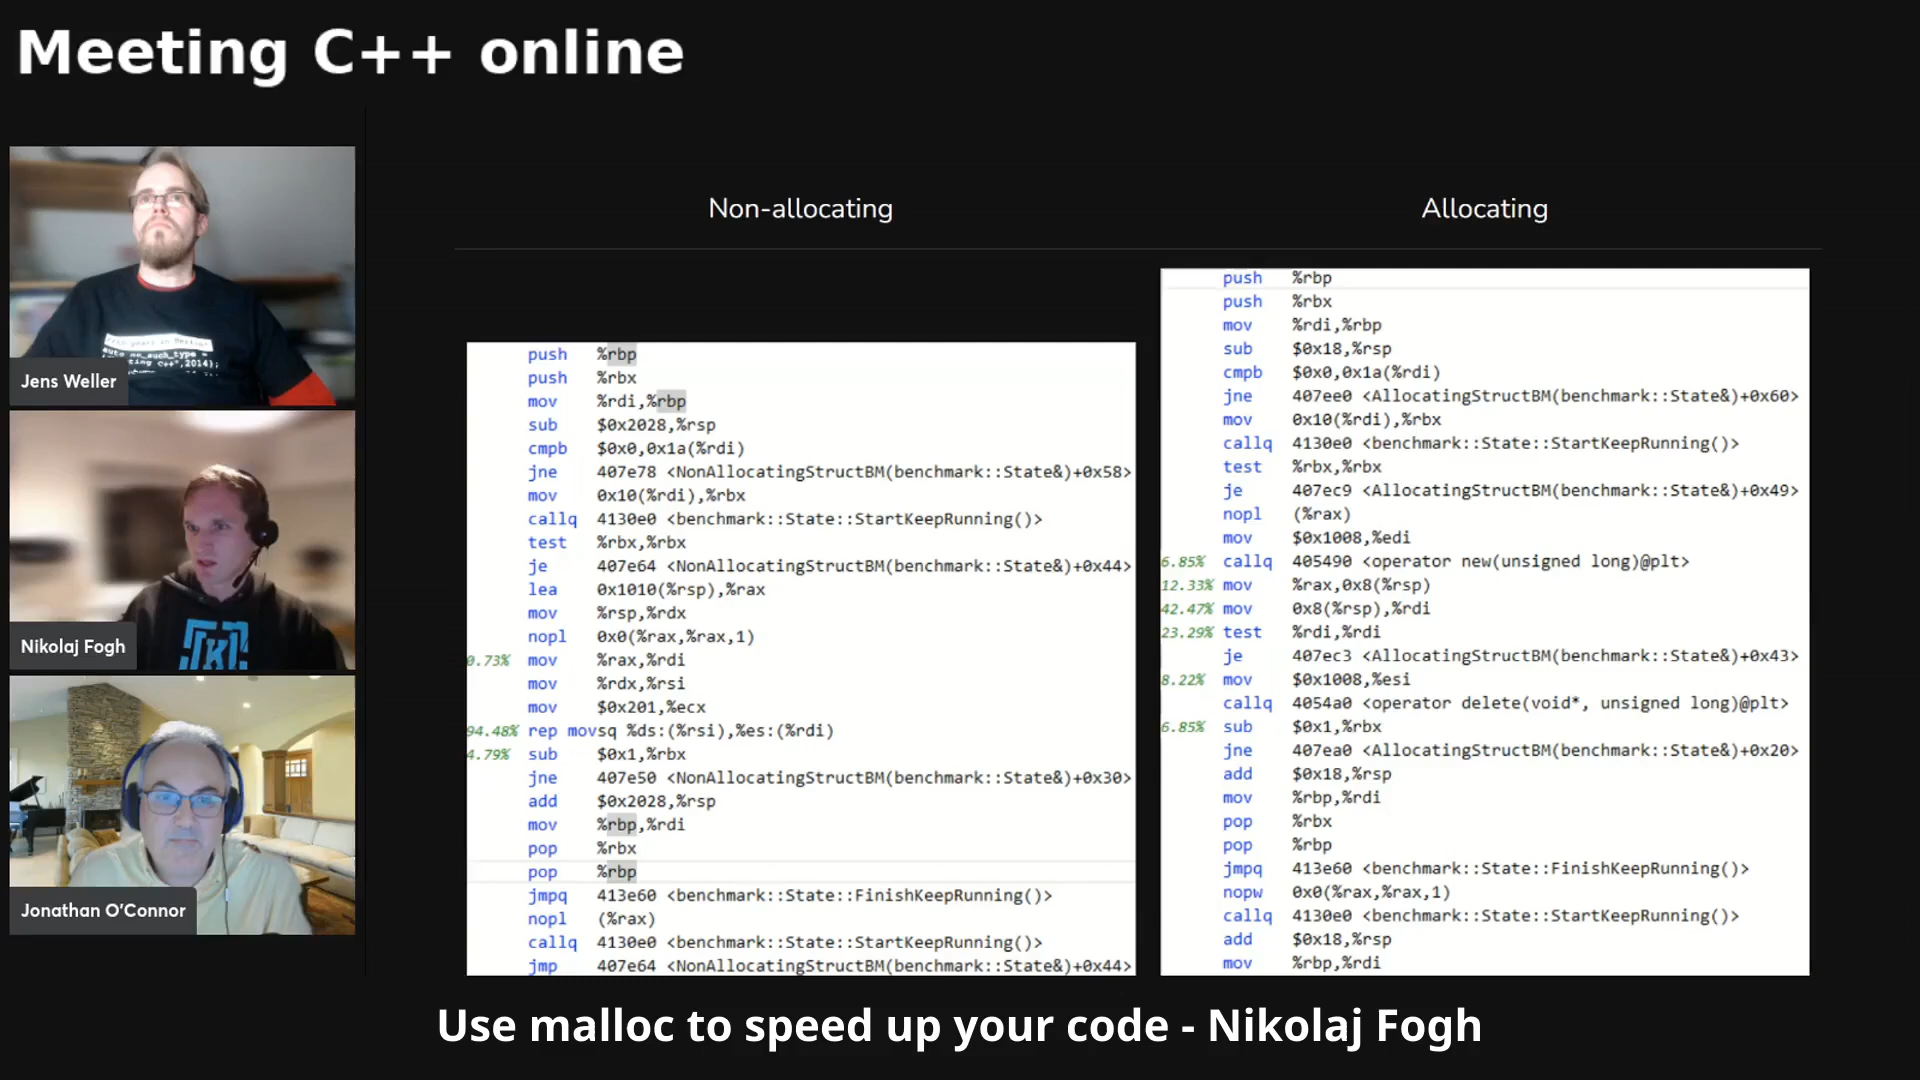 Meeting C++ online
Jens Weller
auto no_such_type =
Nikolaj Fogh
Jonathan O'Connor
Non-allocating
push %rbp
push %rbx
mov %rdi,%rbp
sub $0x2028,%rsp
cmpb $0x0,0x1a(%rdi)
jne 407e78 <NonAllocatingStructBM(benchmark::State&)+0x58>
mov 0x10(%rdi),%rbx
callq 4130e0 <benchmark::State::StartKeepRunning()>
test %rbx,%rbx
je 407e64 <NonAllocatingStructBM(benchmark::State&)+0x44>
lea 0x1010(%rsp),%rax
mov %rsp,%rdx
nopl 0x0(%rax,%rax,1)
0.73% mov %rax,%rdi
mov %rdx,%rsi
mov $0x201,%ecx
94.48% rep movsq %ds:(%rsi),%es:(%rdi)
4.79% sub $0x1,%rbx
jne 407e50 <NonAllocatingStructBM(benchmark::State&)+0x30>
add $0x2028,%rsp
mov %rbp,%rdi
pop %rbx
pop %rbp
jmpq 413e60 <benchmark::State::FinishKeepRunning()>
nopl (%rax)
callq 4130e0 <benchmark::State::StartKeepRunning()>
jmp 407e64 <NonAllocatingStructBM(benchmark::State&)+0x44>
Allocating
push %rbp
push %rbx
mov %rdi,%rbp
sub $0x18,%rsp
cmpb $0x0,0x1a(%rdi)
jne 407ee0 <AllocatingStructBM(benchmark::State&)+0x60>
mov 0x10(%rdi),%rbx
callq 4130e0 <benchmark::State::StartKeepRunning()>
test %rbx,%rbx
je 407ec9 <AllocatingStructBM(benchmark::State&)+0x49>
nopl (%rax)
mov $0x1008,%edi
6.85% callq 405490 <operator new(unsigned long)@plt>
12.33% mov %rax,0x8(%rsp)
42.47% mov 0x8(%rsp),%rdi
23.29% test %rdi,%rdi
je 407ec3 <AllocatingStructBM(benchmark::State&)+0x43>
8.22% mov $0x1008,%esi
callq 4054a0 <operator delete(void*, unsigned long)@plt>
6.85% sub $0x1,%rbx
jne 407ea0 <AllocatingStructBM(benchmark::State&)+0x20>
add $0x18,%rsp
mov %rbp,%rdi
pop %rbx
pop %rbp
jmpq 413e60 <benchmark::State::FinishKeepRunning()>
nopw 0x0(%rax,%rax,1)
callq 4130e0 <benchmark::State::StartKeepRunning()>
add $0x18,%rsp
mov %rbp,%rdi
Use malloc to speed up your code - Nikolaj Fogh